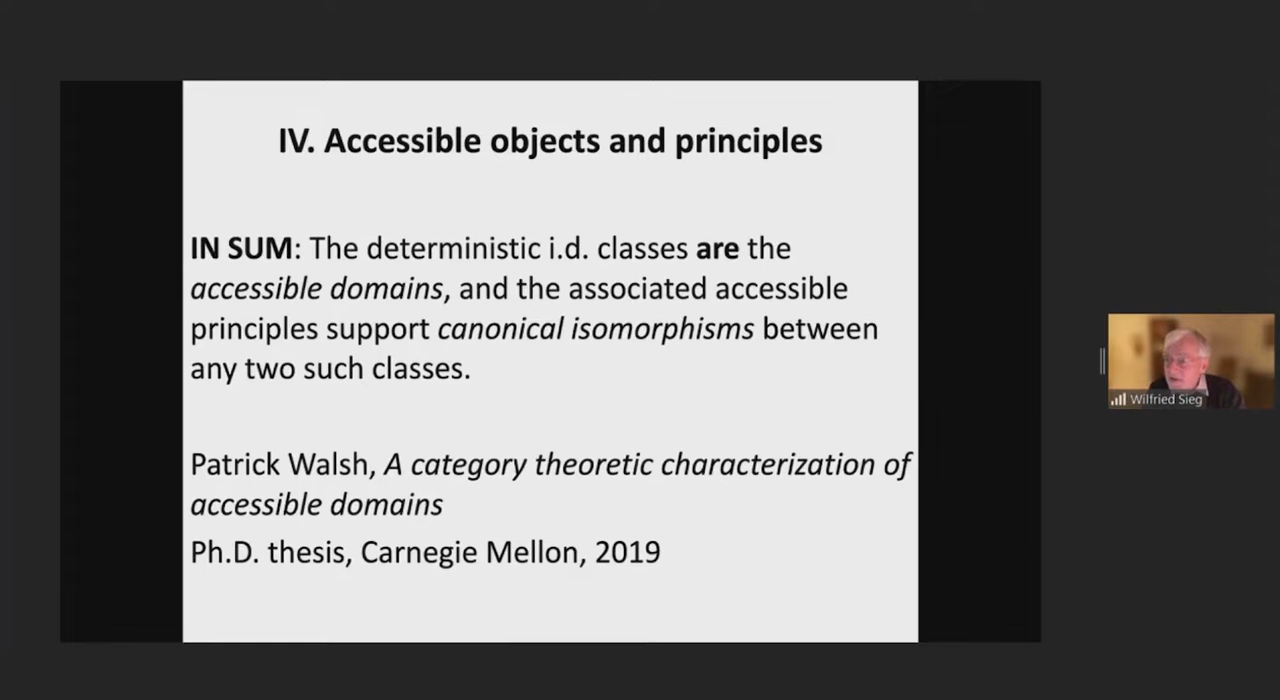 IV. Accessible objects and principles
IN SUM: The deterministic i.d. classes are the
accessible domains, and the associated accessible
principles support canonical isomorphisms between
any two such classes.
Patrick Walsh, A category theoretic characterization of
accessible domains
Ph.D. thesis, Carnegie Mellon, 2019
Wilfried Sieg